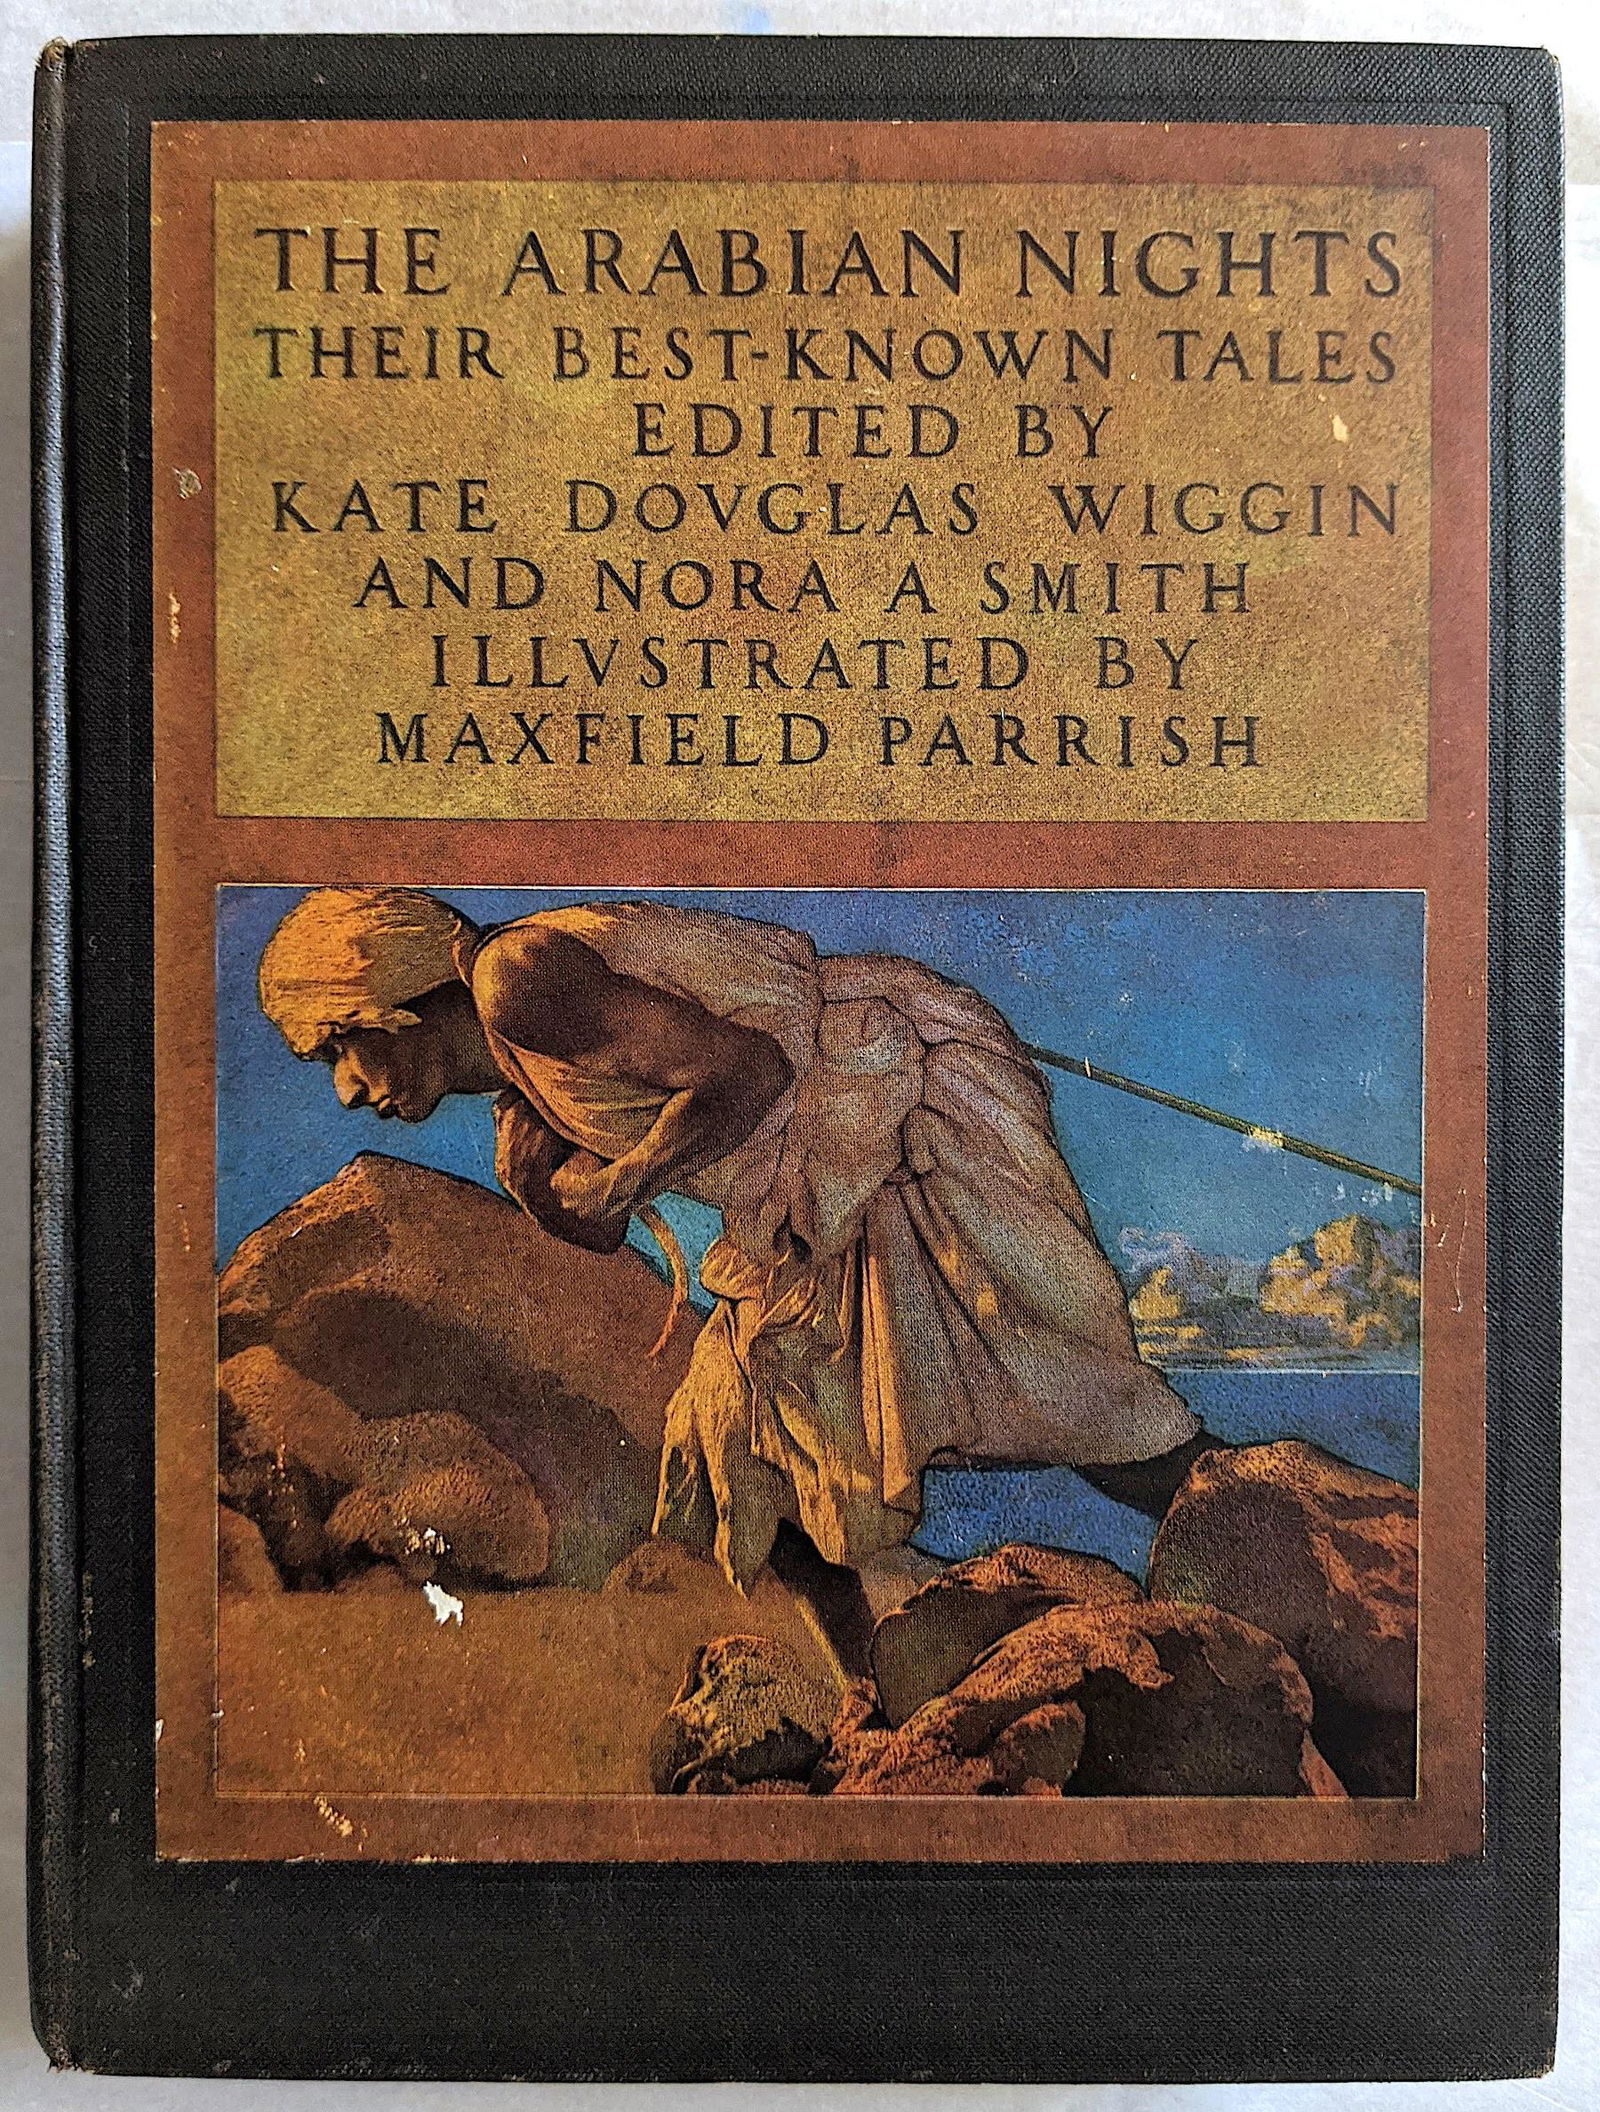 THE ARABIAN NIGHTS
THEIR BEST-KNOWN TALES
EDITED BY
KATE DOVGLAS WIGGIN
AND NORA A SMITH
ILLVSTRATED BY
MAXFIELD PARRISH